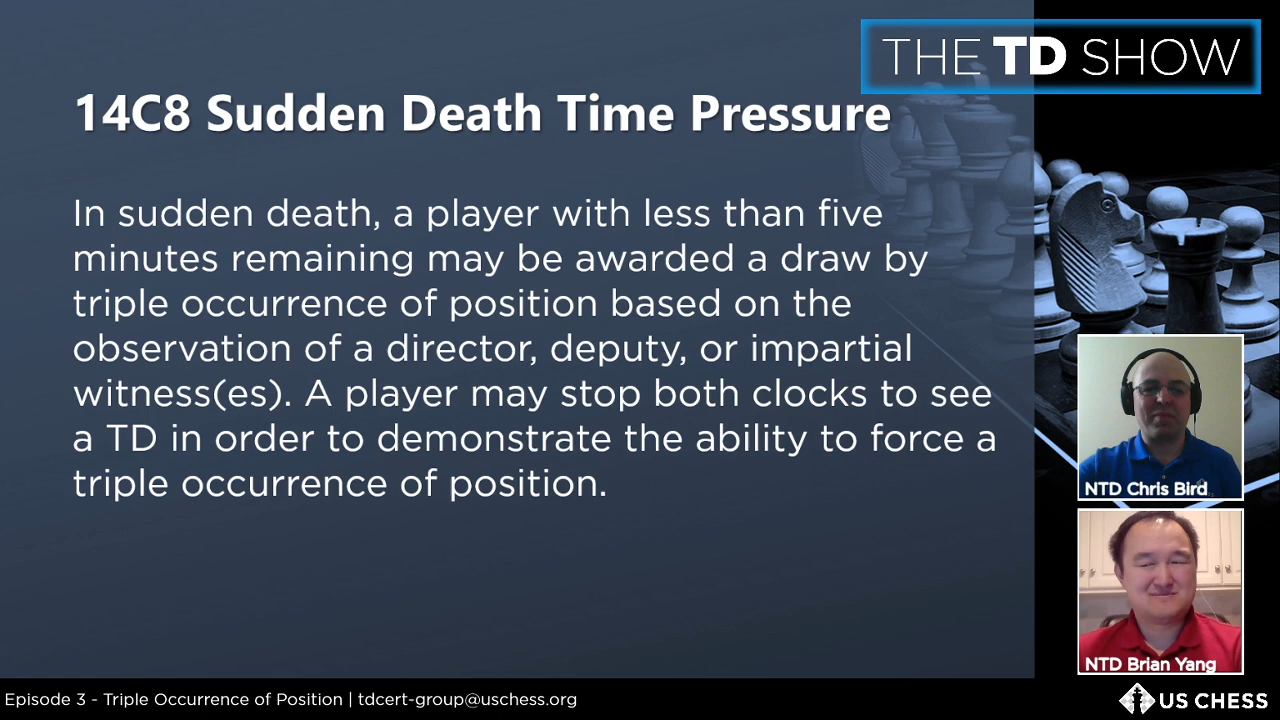 THE TD SHOW
14C8 Sudden Death Time Pressure
In sudden death, a player with less than five
minutes remaining may be awarded a draw by
triple occurrence of position based on the
observation of a director, deputy, or impartial
witness(es). A player may stop both clocks to see
a TD in order to demonstrate the ability to force a
triple occurrence of position.
NTD Chris Bird
NTD Brian Yang
Episode 3 - Triple Occurrence of Position | tdcert-group@uschess.org
US CHESS